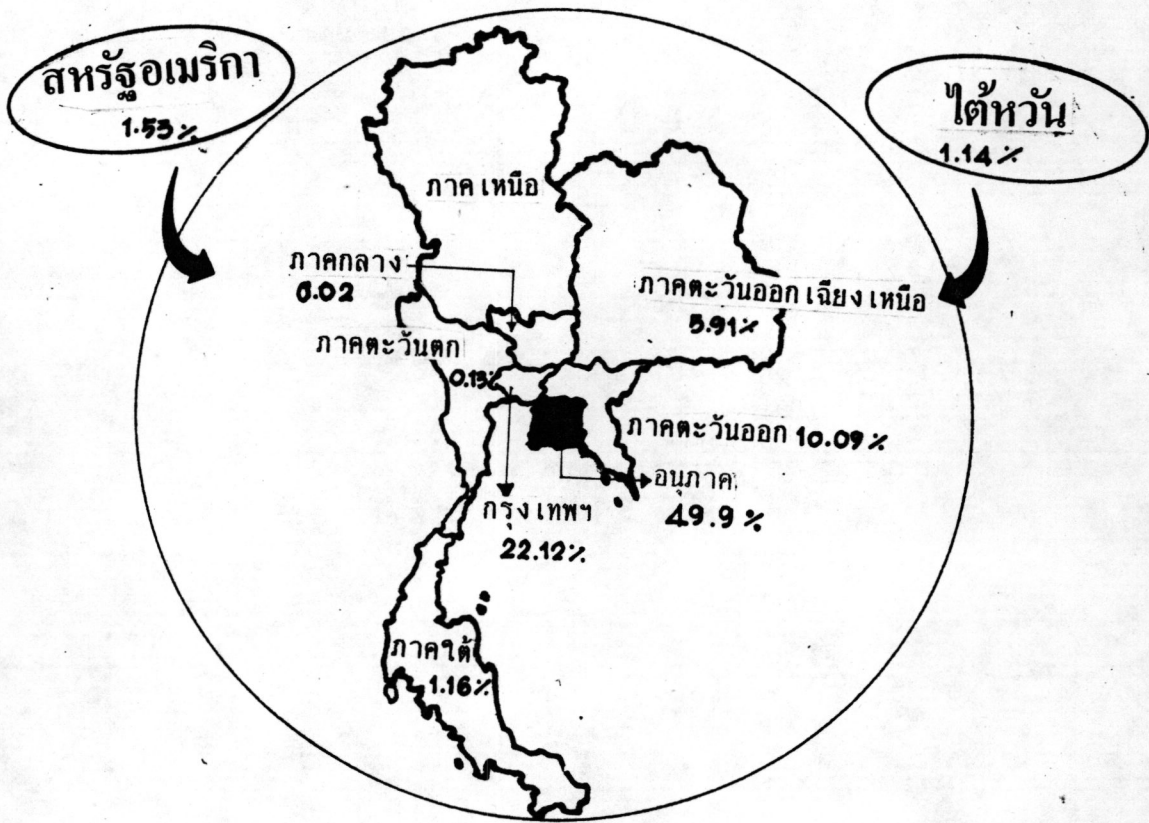 สหรัฐอเมริกา
1.53%
ไต้หวัน
1.14%
ภาคเหนือ
ภาคกลาง
6.02
ภาคตะวันออกเฉียงเหนือ
5.91%
ภาคตะวันตก
0.13%
ภาคตะวันออก 10.09%
อนุภาค
49.9%
กรุงเทพฯ
22.12%
ภาคใต้
1.16%